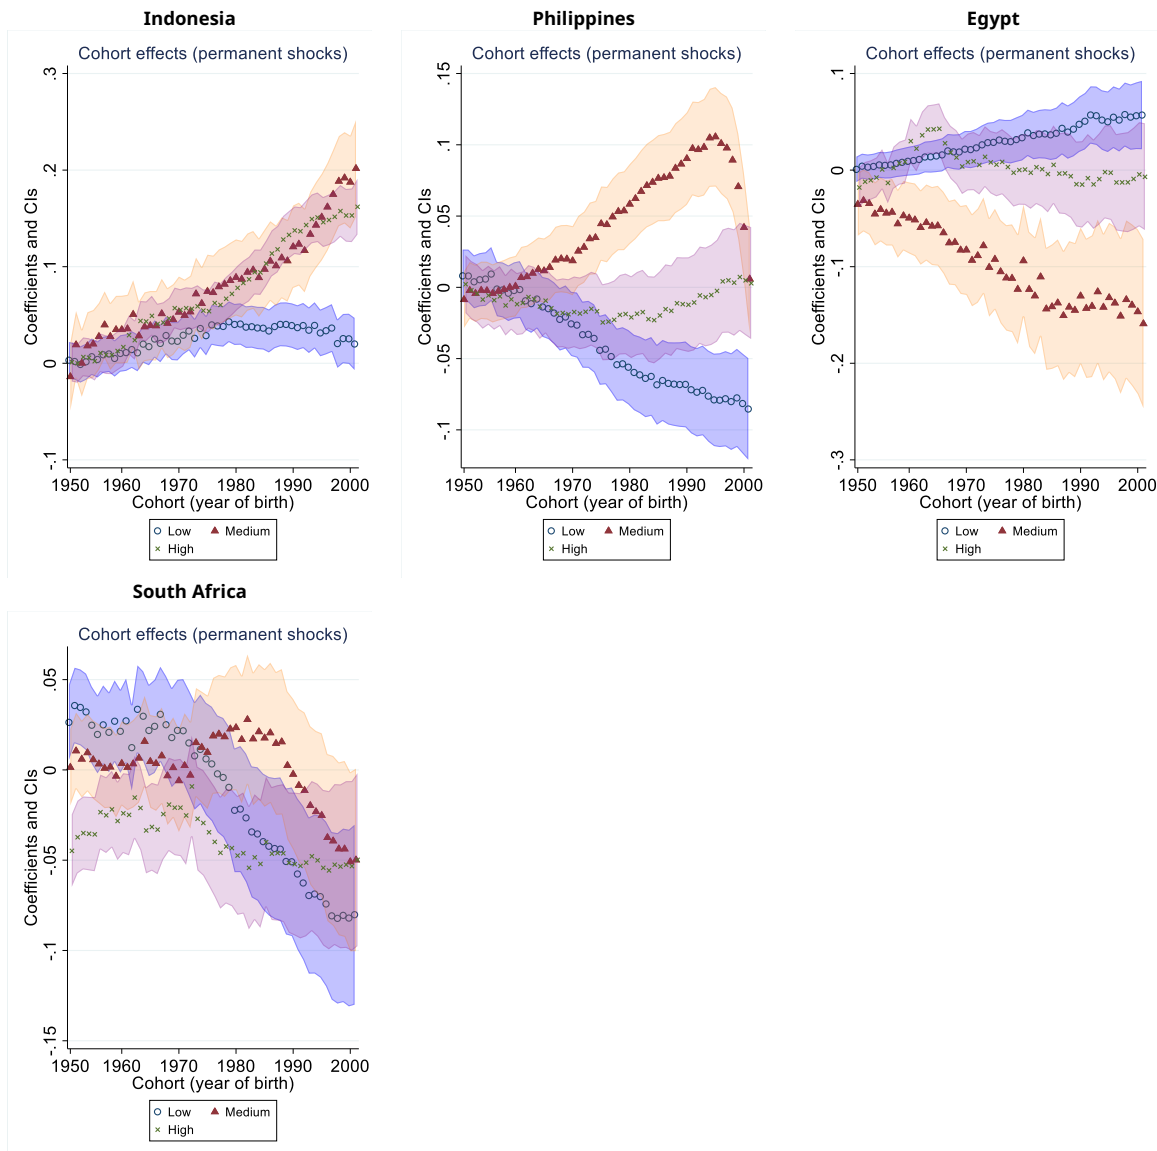 Indonesia
Cohort effects (permanent shocks)
Coefficients and CIs
.3
.2
.1
0
-.1
1950 1960 1970 1980 1990 2000
Cohort (year of birth)
Low Medium
High
Philippines
Cohort effects (permanent shocks)
Coefficients and CIs
.15
.1
.05
0
-.05
-.1
1950 1960 1970 1980 1990 2000
Cohort (year of birth)
Low Medium
High
Egypt
Cohort effects (permanent shocks)
Coefficients and CIs
.1
0
-.1
-.2
-.3
1950 1960 1970 1980 1990 2000
Cohort (year of birth)
Low Medium
High
South Africa
Cohort effects (permanent shocks)
Coefficients and CIs
.05
0
-.05
-.1
-.15
1950 1960 1970 1980 1990 2000
Cohort (year of birth)
Low Medium
High